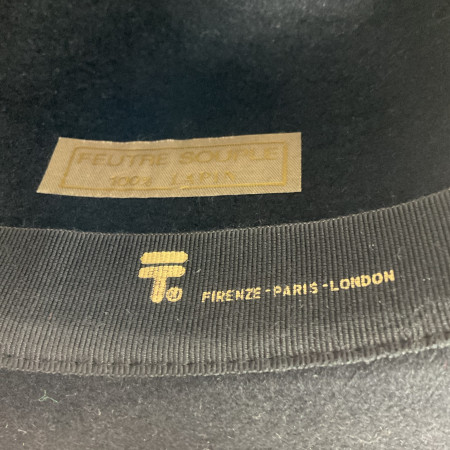 FEUTRE SOUPLE
100% LAPIN
T.® FIRENZE-PARIS-LONDON